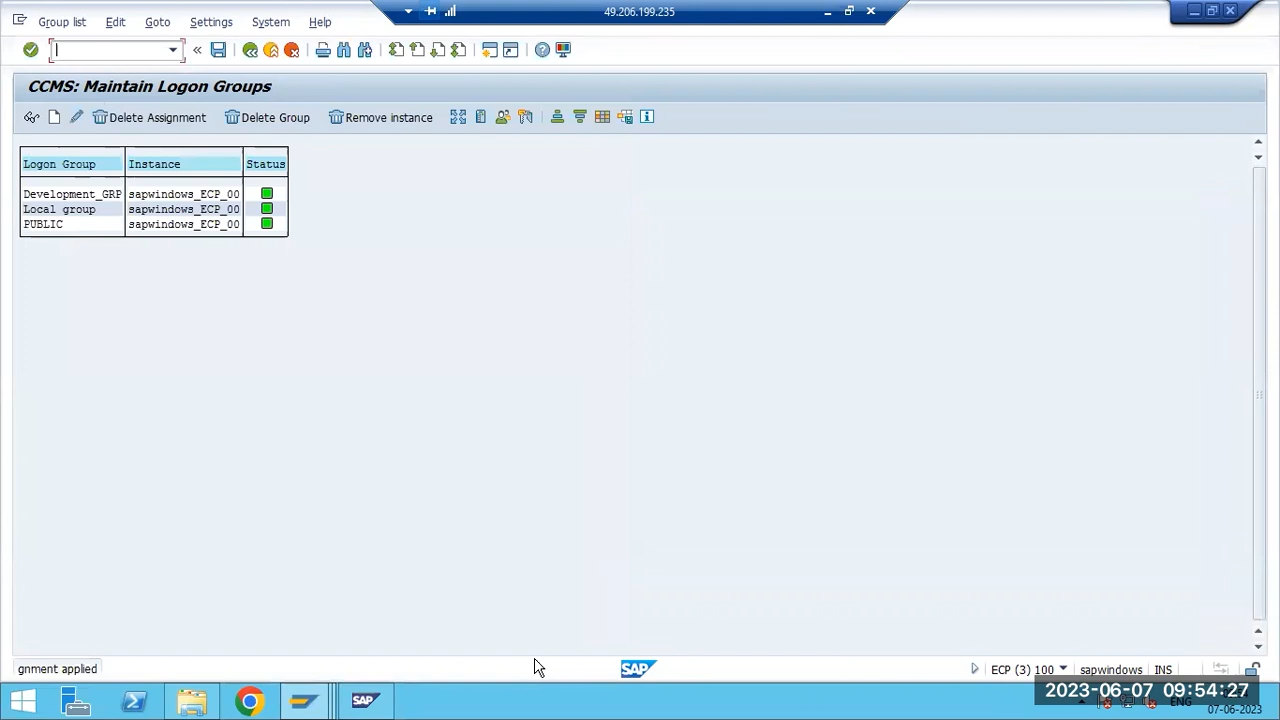 49.206.199.235
Group list Edit Goto Settings System Help
CCMS: Maintain Logon Groups
Delete Assignment Delete Group Remove instance
Logon Group Instance Status
Development_GRP sapwindows_ECP_00
Local group sapwindows_ECP_00
PUBLIC sapwindows_ECP_00
gnment applied SAP ECP (3) 100 sapwindows INS
SAP
2023-06-07 09:54:27
ENG
07-06-2023